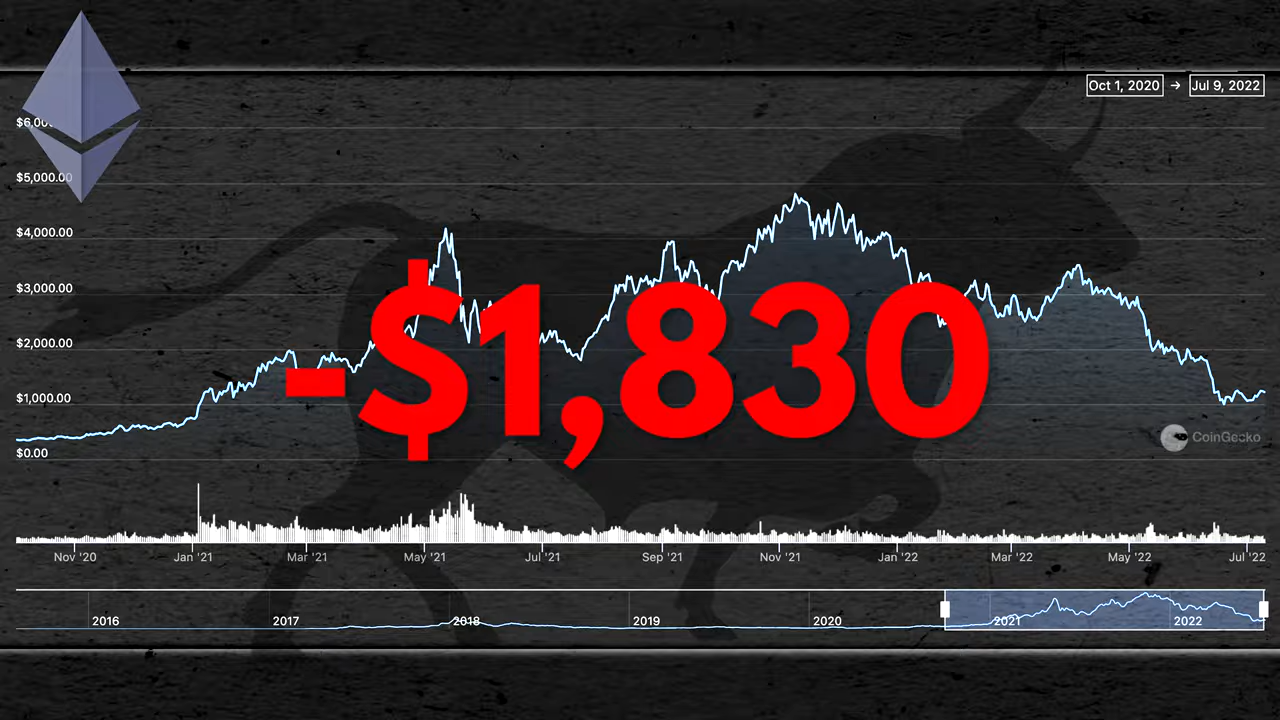 Oct 1, 2020 → Jul 9, 2022
$6,00
$5,000.00
$4,000.00
$3,000.00
$2,000.00
$1,000.00
$0.00
-$1,830
CoinGecko
Nov '20 Jan '21 Mar '21 May '21 Jul '21 Sep '21 Nov '21 Jan '22 Mar '22 May '22 Jul '22
2016 2017 2018 2019 2020 2021 2022